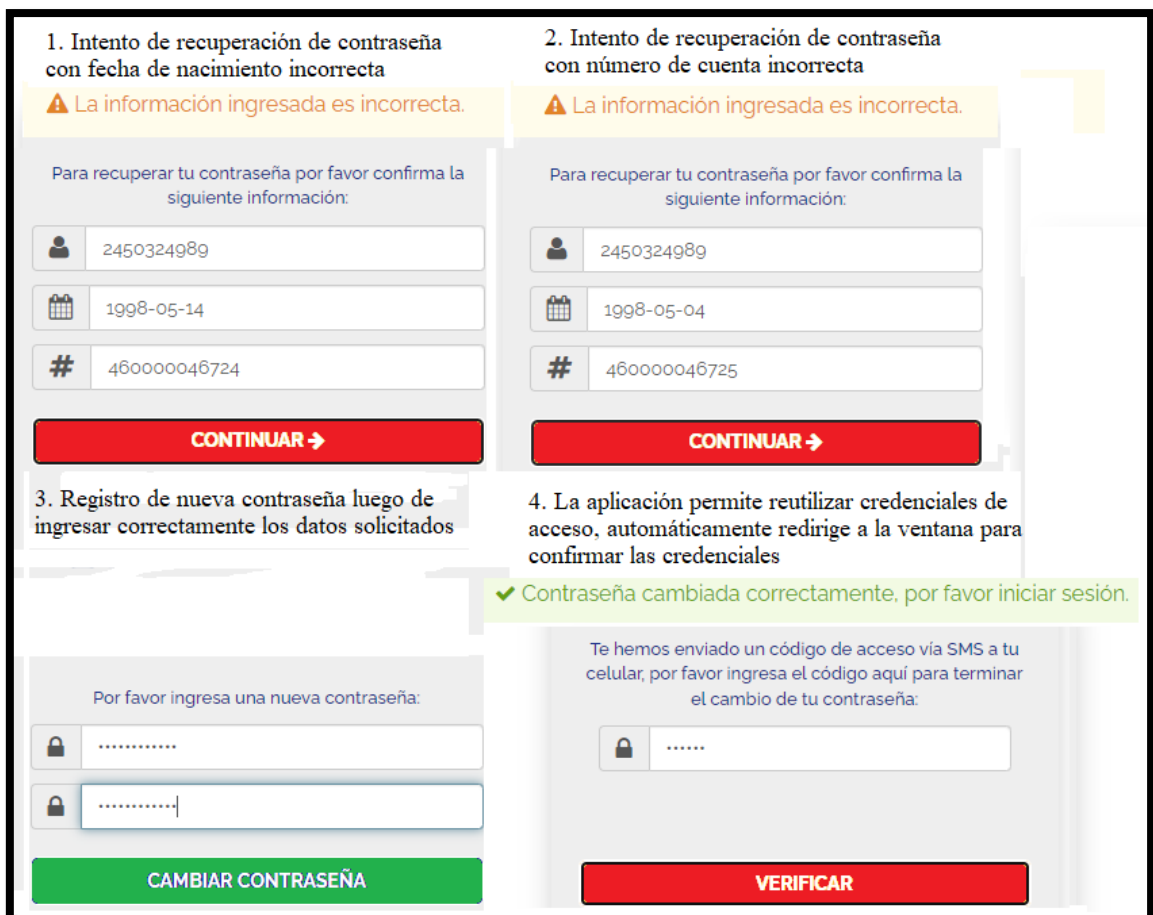 1. Intento de recuperación de contraseña
con fecha de nacimiento incorrecta
La información ingresada es incorrecta.
Para recuperar tu contraseña por favor confirma la
siguiente información:
2450324989
1998-05-14
460000046724
CONTINUAR
2. Intento de recuperación de contraseña
con número de cuenta incorrecta
La información ingresada es incorrecta.
Para recuperar tu contraseña por favor confirma la
siguiente información:
2450324989
1998-05-04
460000046725
CONTINUAR
3. Registro de nueva contraseña luego de
ingresar correctamente los datos solicitados
Por favor ingresa una nueva contraseña:
CAMBIAR CONTRASEÑA
4. La aplicación permite reutilizar credenciales de
acceso, automáticamente redirige a la ventana para
confirmar las credenciales
Contraseña cambiada correctamente, por favor iniciar sesión.
Te hemos enviado un código de acceso vía SMS a tu
celular, por favor ingresa el código aquí para terminar
el cambio de tu contraseña:
VERIFICAR